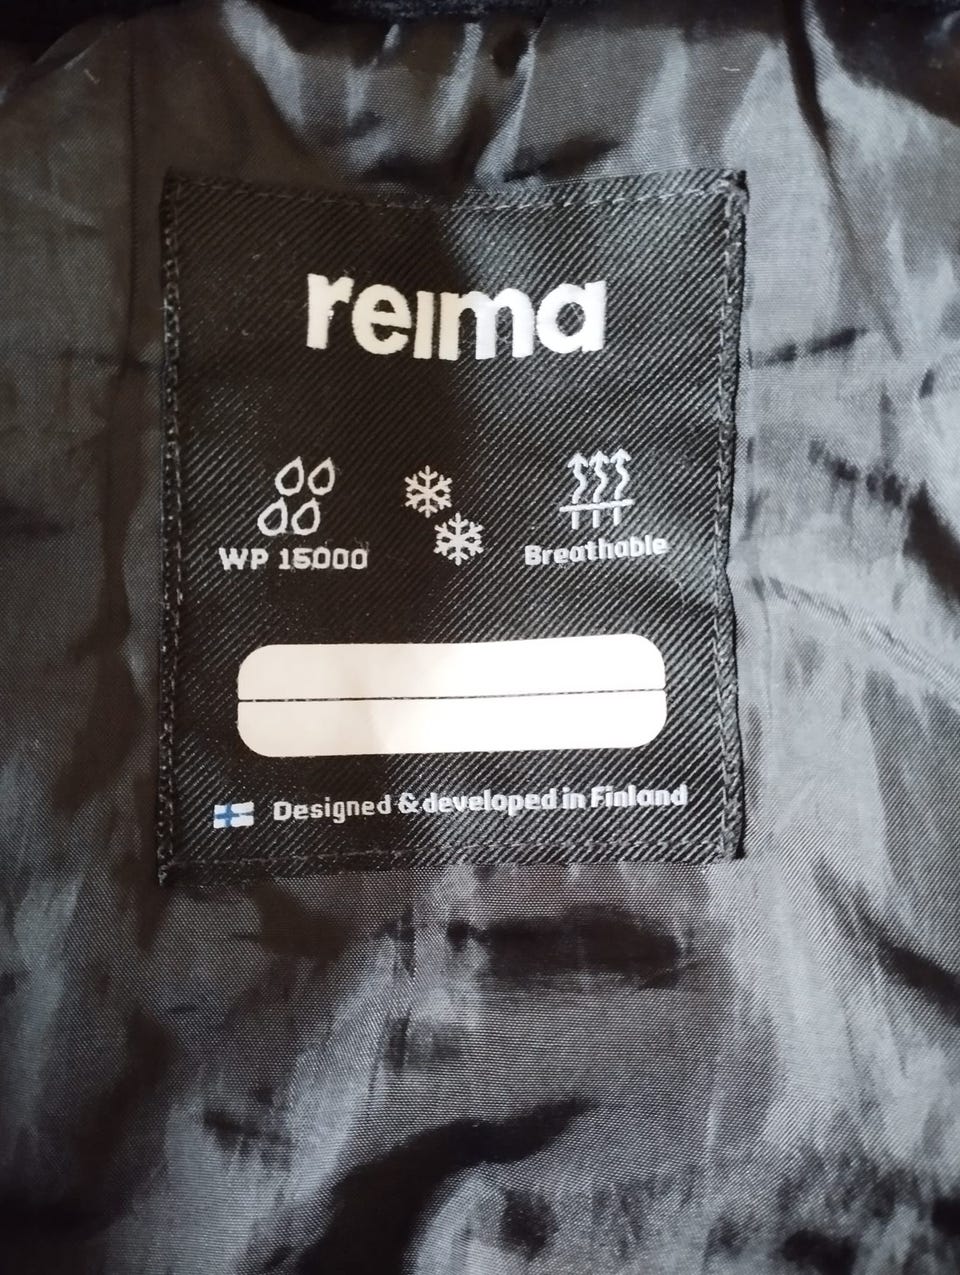 reima
WP 15000
Breathable
Designed & developed in Finland